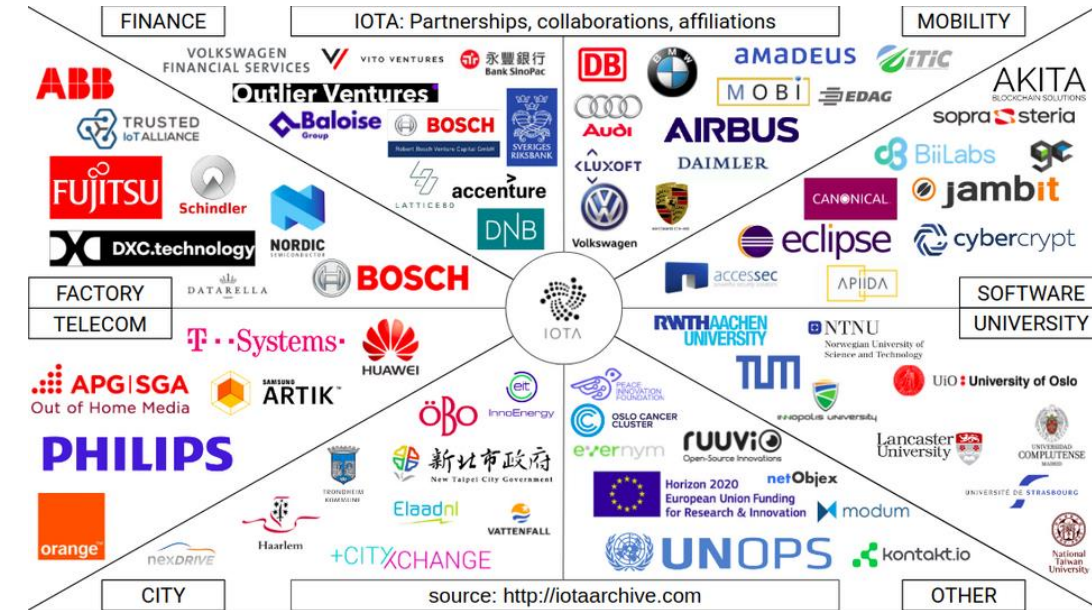 FINANCE
IOTA: Partnerships, collaborations, affiliations
MOBILITY
VOLKSWAGEN
FINANCIAL SERVICES
VITO VENTURES
永豐銀行
Bank SinoPac
Outlier Ventures
Baloise
Group
BOSCH
Robert Bosch Venture Capital GmbH
SVERIGES
RIKSBANK
LATTICE80
accenture
DNB
DB
BMW
amaDEUS
iTiC
MOBI
EDAG
Audi
AIRBUS
LUXOFT
DAIMLER
Volkswagen
AKITA
BLOCKCHAIN SOLUTIONS
sopra steria
BiiLabs
gc
CANONICAL
jambit
eclipse
cybercrypt
accessec
APIIDA
SOFTWARE
ABB
TRUSTED
IoT ALLIANCE
FUJITSU
Schindler
NORDIC
SEMICONDUCTOR
DXC.technology
DATARELLA
BOSCH
FACTORY
IOTA
TELECOM
T··Systems·
HUAWEI
APG|SGA
Out of Home Media
SAMSUNG
ARTIK™
PHILIPS
orange™
eit
InnoEnergy
ÖBO
TRONDHEIM
KOMMUNE
新北市政府
New Taipei City Government
Haarlem
Elaadnl
VATTENFALL
nexDRIVE
+CITYXCHANGE
CITY
UNIVERSITY
RWTHAACHEN
UNIVERSITY
NTNU
Norwegian University of
Science and Technology
TUM
INNOPOLIS UNIVERSITY
UiO University of Oslo
Lancaster
University
UNIVERSIDAD
COMPLUTENSE
MADRID
UNIVERSITÉ DE STRASBOURG
National
Taiwan
University
PEACE
INNOVATION
FOUNDATION
OSLO CANCER
CLUSTER
evernym
ruuvi
Open-Source Innovations
netObjex
Horizon 2020
European Union Funding
for Research & Innovation
modum
UNOPS
kontakt.io
source: http://iotaarchive.com
OTHER